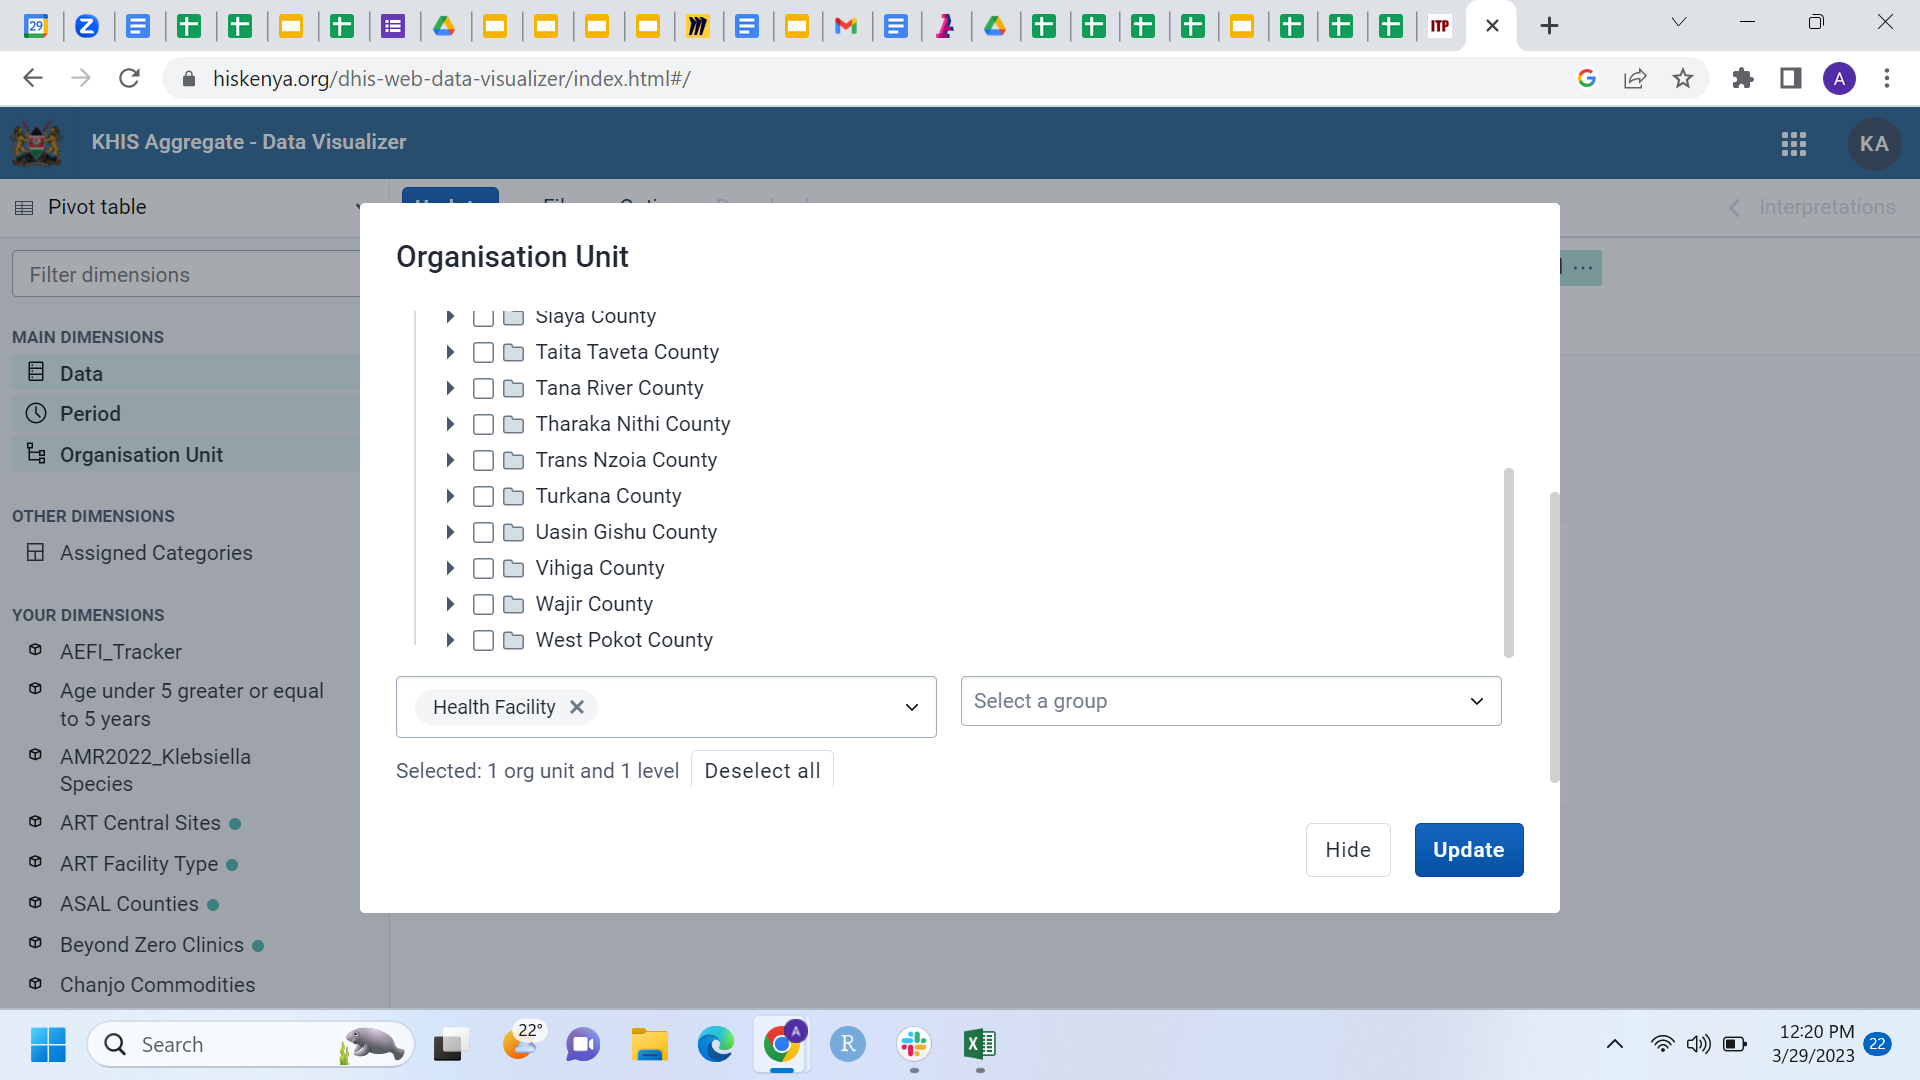 29
Z
ITP
hiskenya.org/dhis-web-data-visualizer/index.html#/
A
KHIS Aggregate - Data Visualizer
KA
Pivot table
Interpretations
Filter dimensions
MAIN DIMENSIONS
Data
Period
Organisation Unit
OTHER DIMENSIONS
Assigned Categories
YOUR DIMENSIONS
AEFI_Tracker
Age under 5 greater or equal
to 5 years
AMR2022_Klebsiella
Species
ART Central Sites
ART Facility Type
ASAL Counties
Beyond Zero Clinics
Chanjo Commodities
Organisation Unit
Siaya County
Taita Taveta County
Tana River County
Tharaka Nithi County
Trans Nzoia County
Turkana County
Uasin Gishu County
Vihiga County
Wajir County
West Pokot County
Health Facility
Select a group
Selected: 1 org unit and 1 level Deselect all
Hide Update
Search
22°
A
R
X
12:20 PM
3/29/2023
22